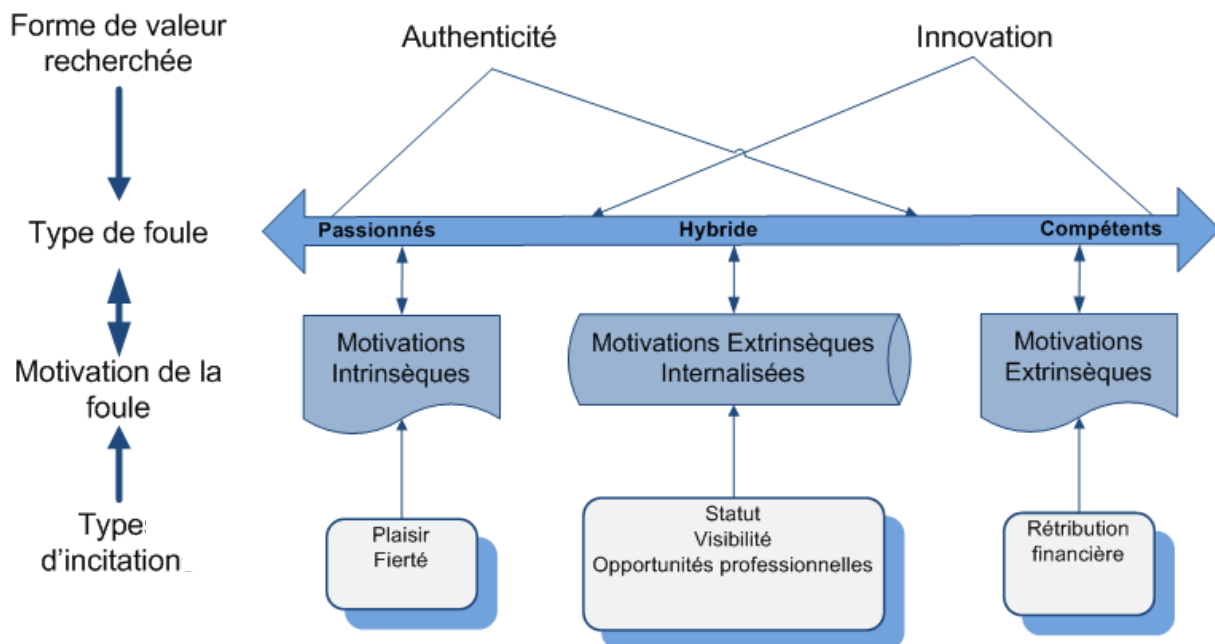 Forme de valeur
recherchée
Authenticité
Innovation
Type de foule
Passionnés
Hybride
Compétents
Motivation de la
foule
Motivations
Intrinsèques
Motivations Extrinsèques
Internalisées
Motivations
Extrinsèques
Types
d'incitation
Plaisir
Fierté
Statut
Visibilité
Opportunités professionnelles
Rétribution
financière